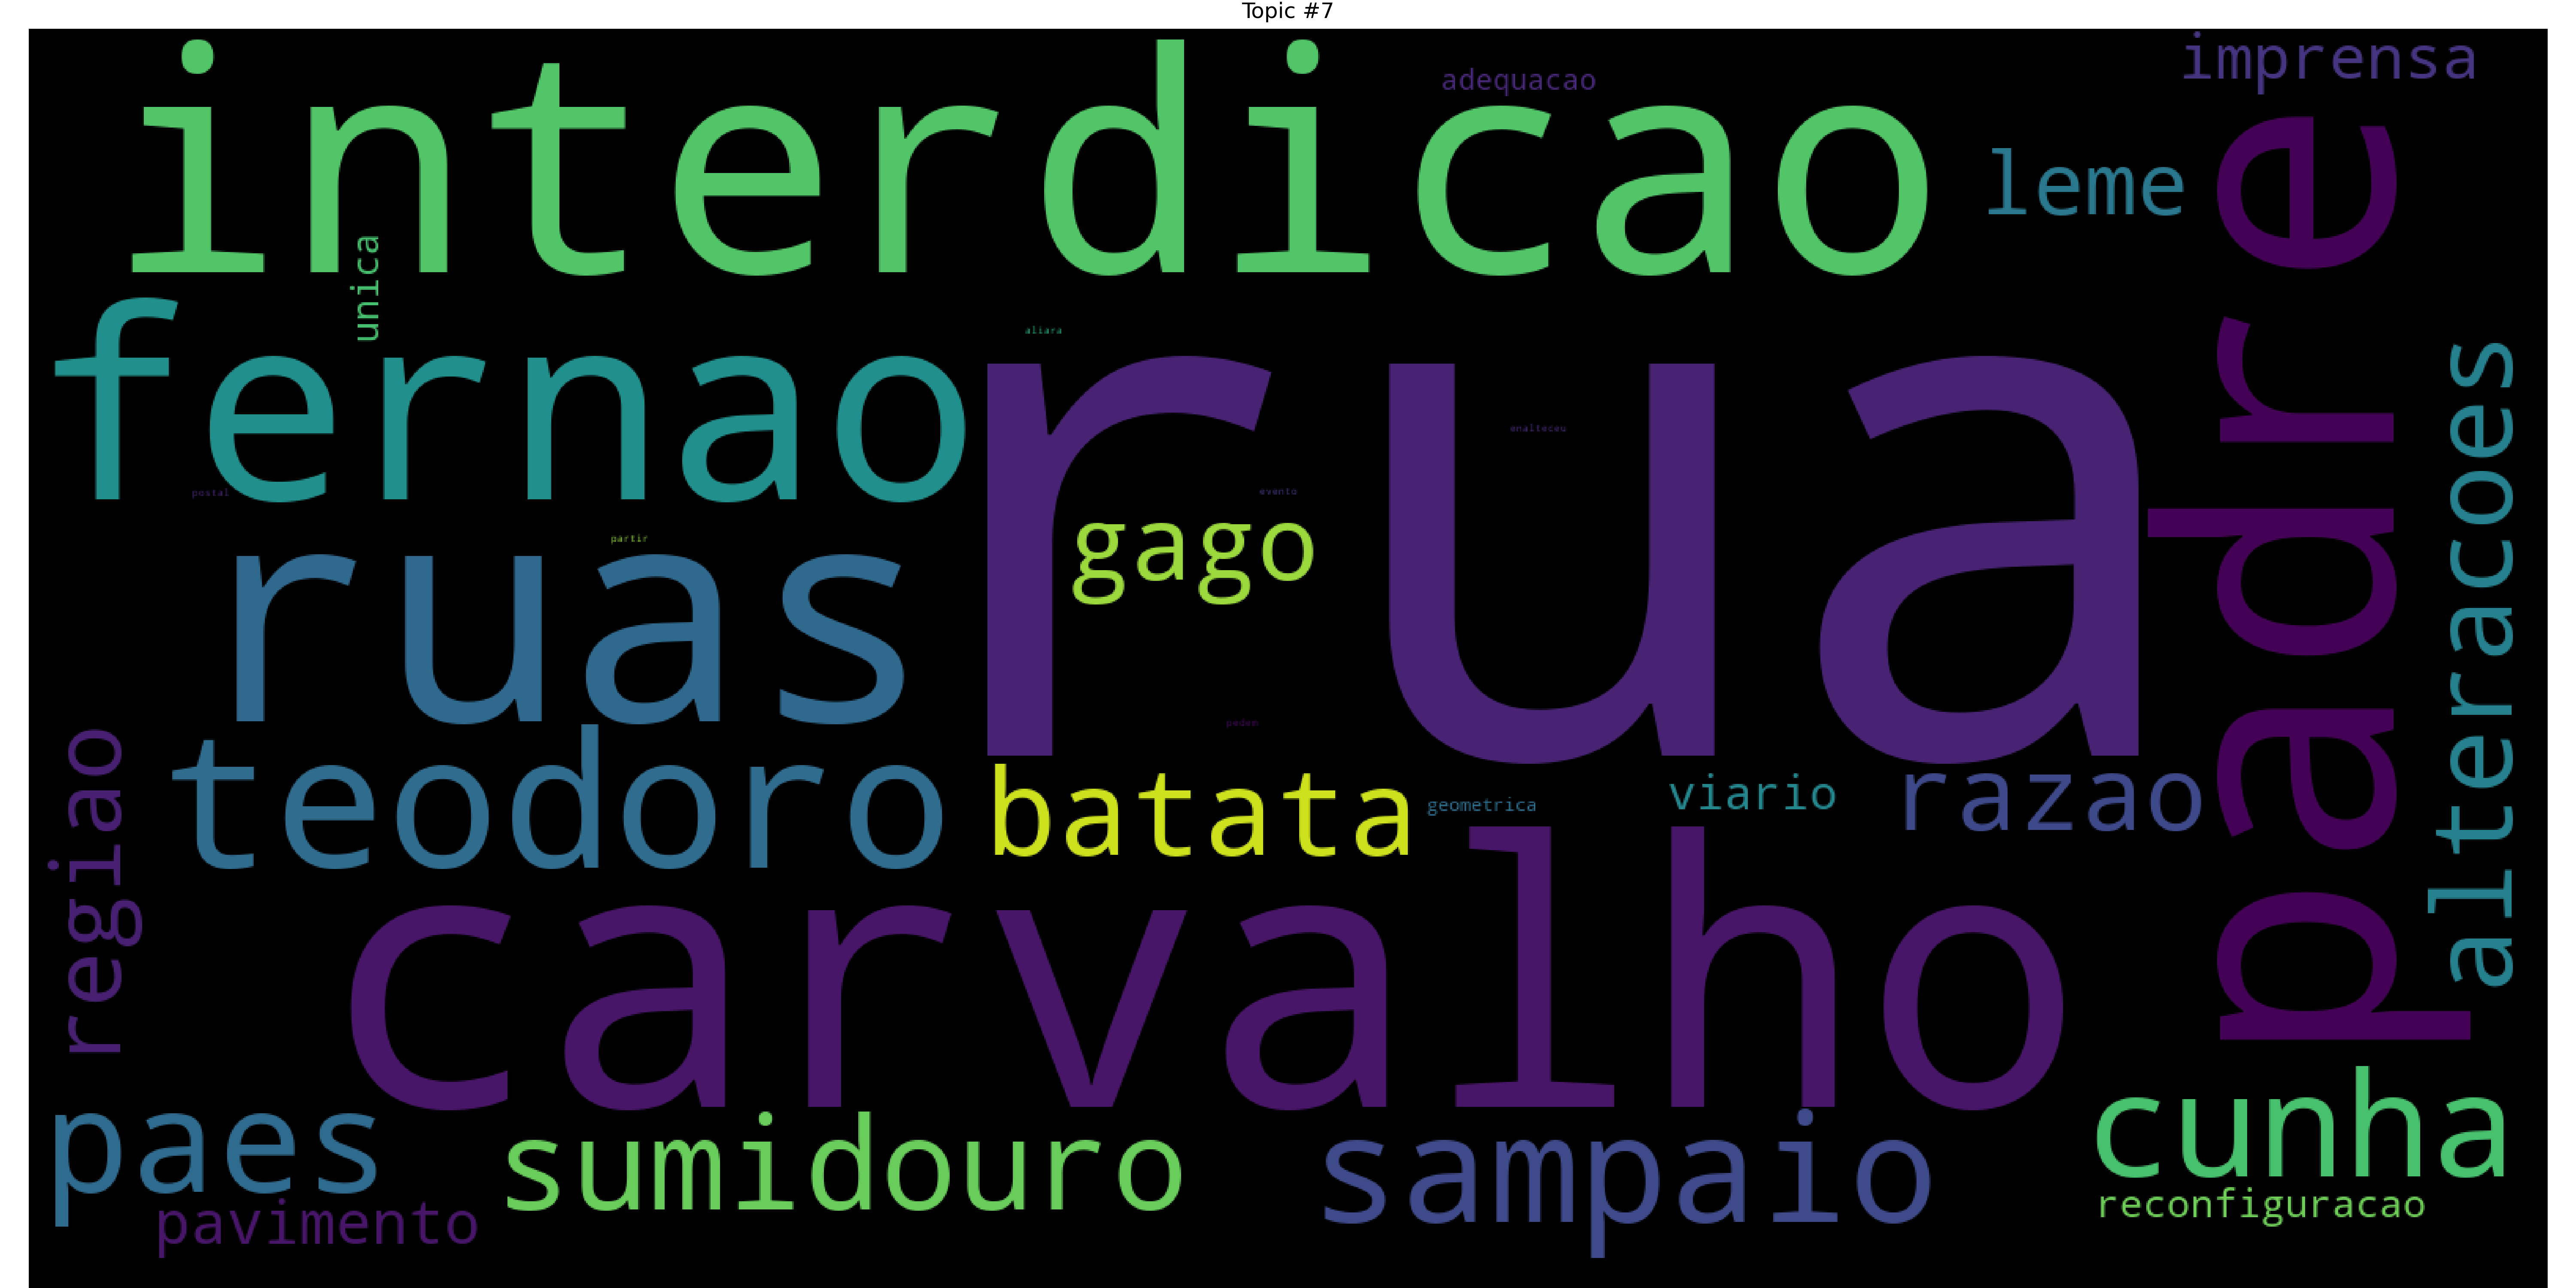 Topic #7
imprensa
adequacao
interdicao
leme
padre
unica
aliara
fernao
rua
alteracoes
enalteceu
postal
evento
partir
gago
ruas
pedem
teodoro
batata
geometrica
viario
razao
regiao
carvalho
paes
sumidouro
sampaio
cunha
pavimento
reconfiguracao